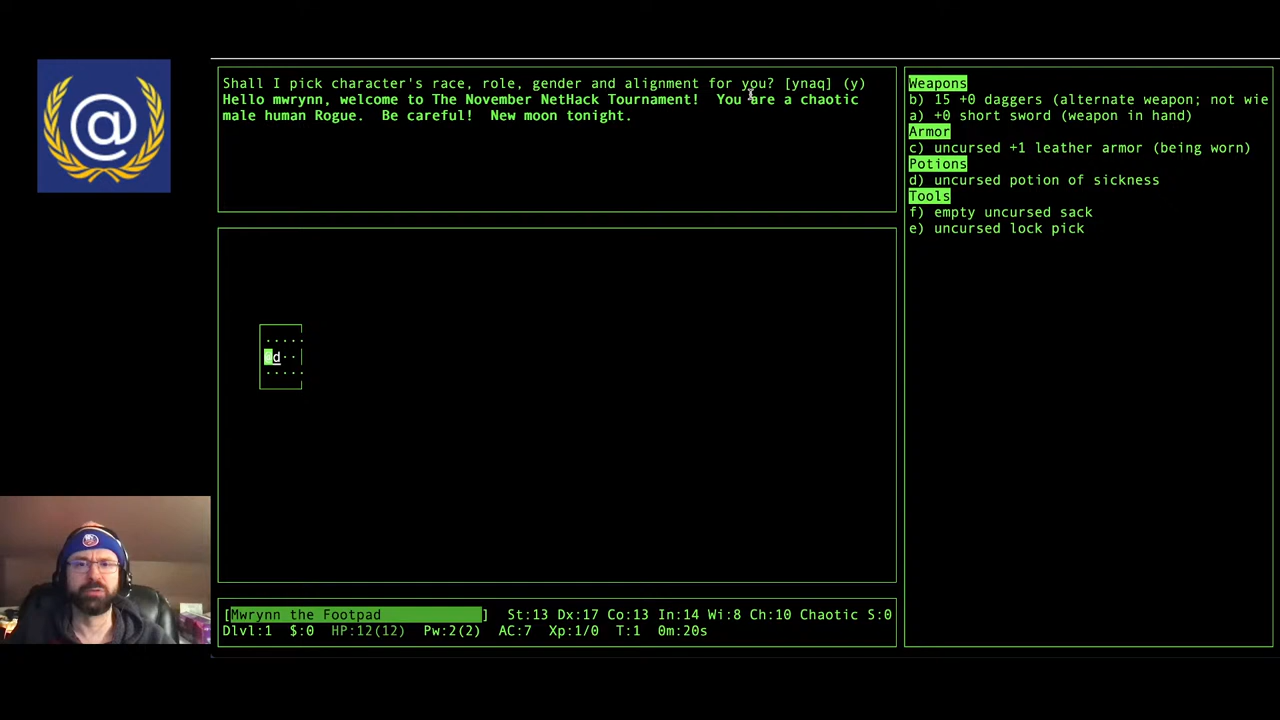 Shall I pick character's race, role, gender and alignment for you? [ynaq] (y)
Hello mwrynn, welcome to The November NetHack Tournament!  You are a chaotic
male human Rogue.  Be careful!  New moon tonight.
Weapons
b) 15 +0 daggers (alternate weapon; not wie
a) +0 short sword (weapon in hand)
Armor
c) uncursed +1 leather armor (being worn)
Potions
d) uncursed potion of sickness
Tools
f) empty uncursed sack
e) uncursed lock pick
@
.....
@d..
.....
[Mwrynn the Footpad] St:13 Dx:17 Co:13 In:14 Wi:8 Ch:10 Chaotic S:0
Dlvl:1 $:0 HP:12(12) Pw:2(2) AC:7 Xp:1/0 T:1 0m:20s